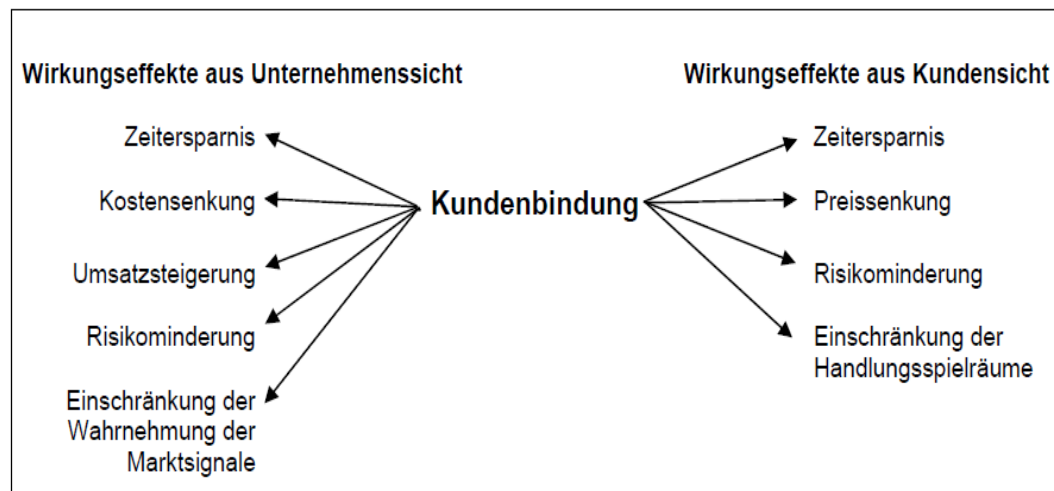 Wirkungseffekte aus Unternehmenssicht
Zeitersparnis
Kostensenkung
Umsatzsteigerung
Risikominderung
Einschränkung der
Wahrnehmung der
Marktsignale
Kundenbindung
Wirkungseffekte aus Kundensicht
Zeitersparnis
Preissenkung
Risikominderung
Einschränkung der
Handlungsspielräume